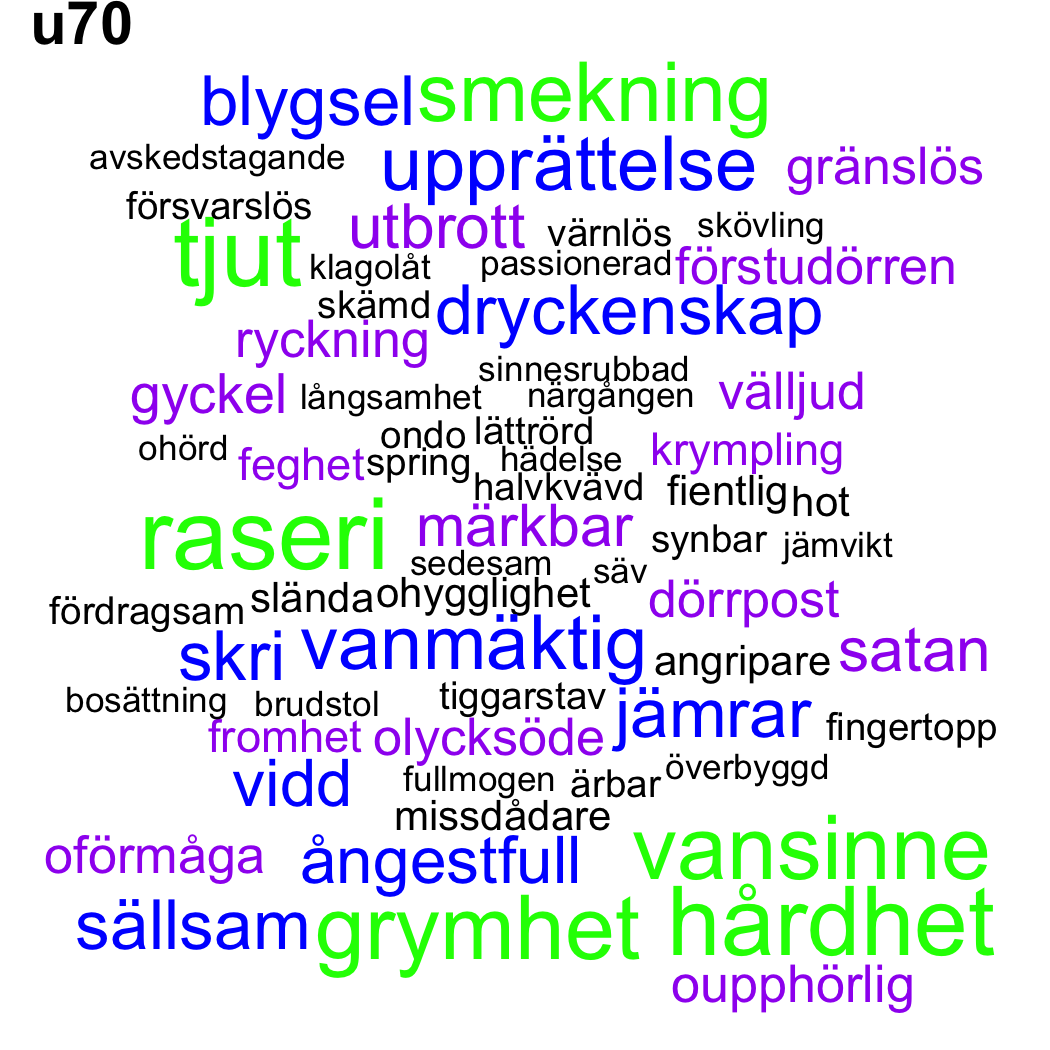 u70
blygsel smekning
avskedstagande upprättelse gränslös
försvarslös utbrott värnlös skövling
tjut klagolåt passionerad förstudörren
skämd dryckenskap
ryckning
sinnesrubbad
gyckel långsamhet närgången välljud
ohörd ondo lättrörd
feghet spring hädelse krympling
halvkvävd fientlig hot
raseri märkbar synbar jämvikt
sedesam säv
fördragsam slända ohygglighet dörrpost
skri vanmäktig angripare satan
bosättning brudstol tiggarstav
fromhet olycksöde jämrar fingertopp
vidd fullmogen ärbar överbyggd
missdådare
oförmåga ångestfull vansinne
sällsam grymhet hårdhet
oupphörlig